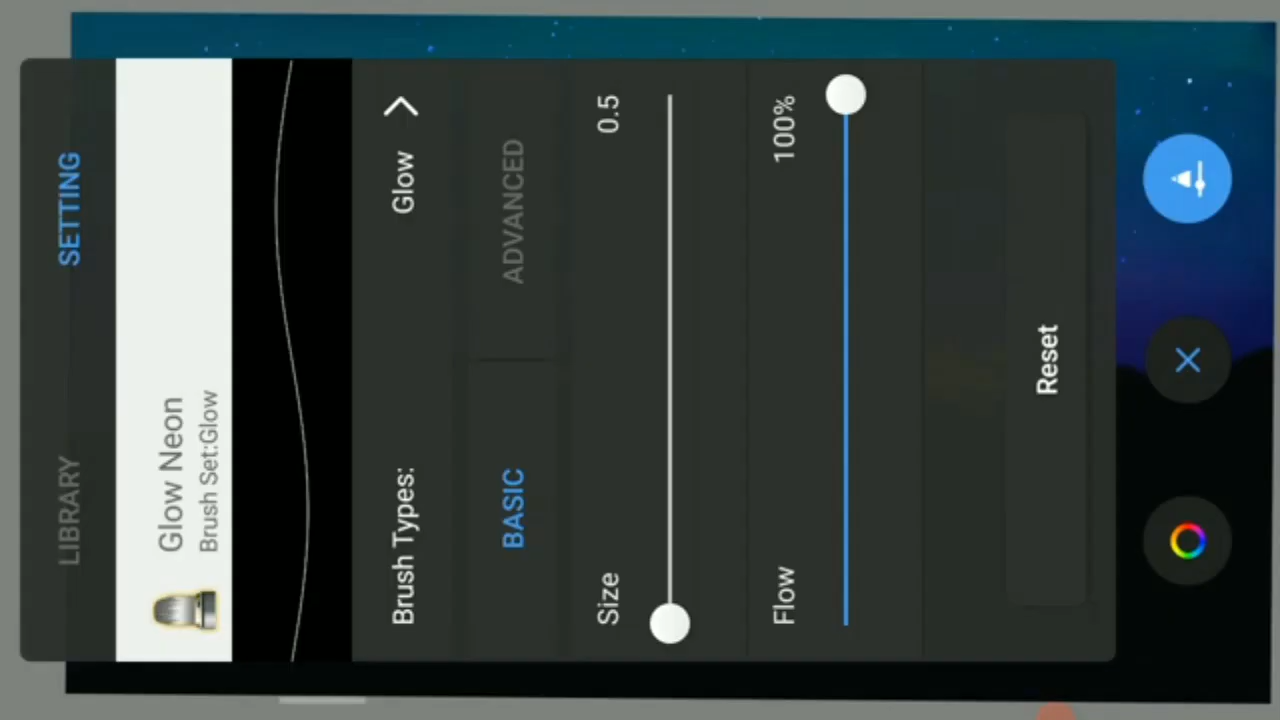 LIBRARY SETTING
Glow Neon
Brush Set:Glow
Brush Types: Glow
BASIC ADVANCED
Size 0.5
Flow 100%
Reset